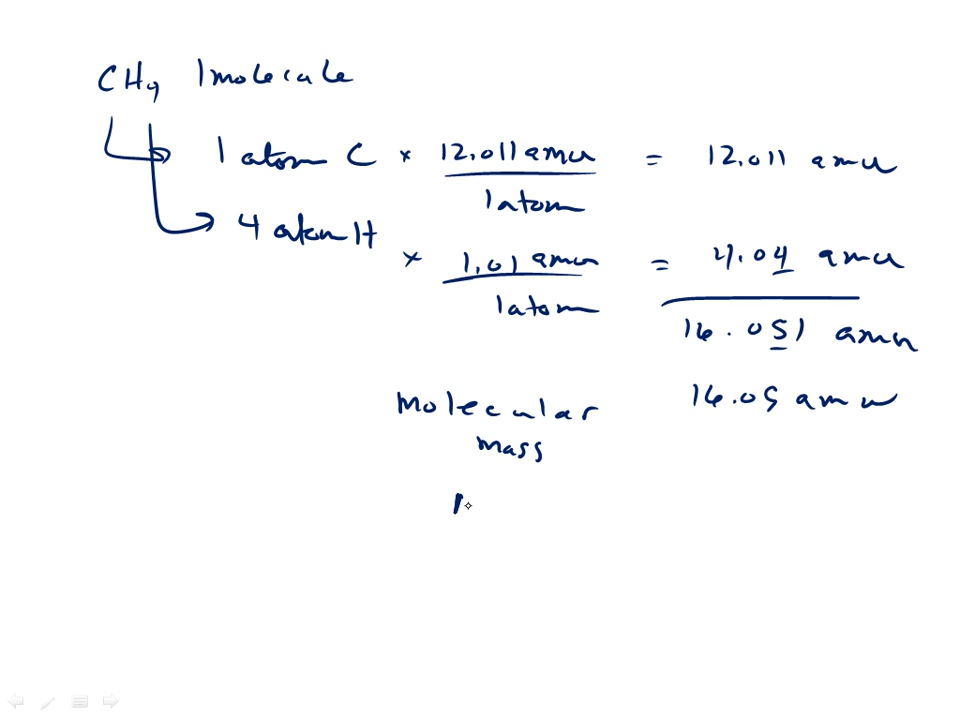 CH4 1 molecule
1 atom C × 12.011 amu / 1 atom = 12.011 amu
4 atom H × 1.01 amu / 1 atom = 4.04 amu
16.051 amu
16.05 amu
molecular
mass